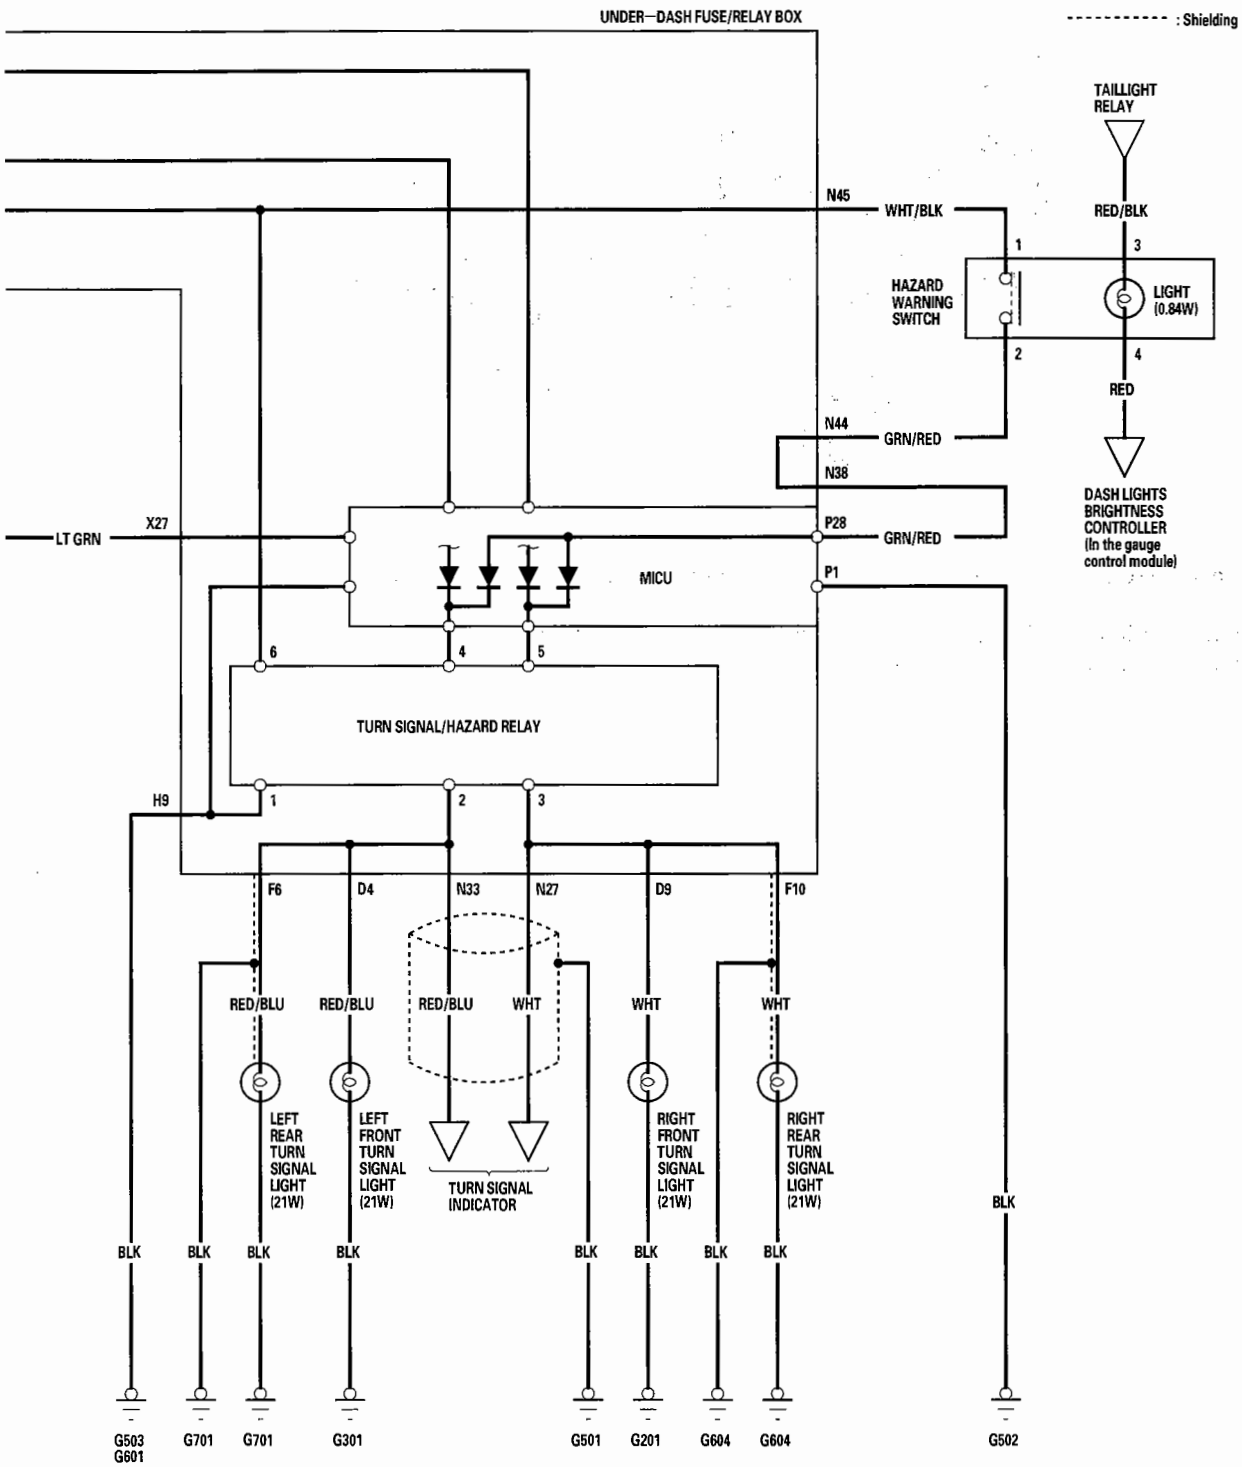 UNDER—DASH FUSE/RELAY BOX
: Shielding
TAILLIGHT
RELAY
N45
WHT/BLK
RED/BLK
1
3
HAZARD
WARNING
SWITCH
LIGHT
(0.84W)
2
4
RED
N44
GRN/RED
N38
DASH LIGHTS
BRIGHTNESS
CONTROLLER
(In the gauge
control module)
X27
LT GRN
P28
GRN/RED
MICU
P1
6
4
5
TURN SIGNAL/HAZARD RELAY
H9
1
2
3
F6
D4
N33
N27
D9
F10
RED/BLU
RED/BLU
RED/BLU
WHT
WHT
WHT
LEFT
REAR
TURN
SIGNAL
LIGHT
(21W)
LEFT
FRONT
TURN
SIGNAL
LIGHT
(21W)
TURN SIGNAL
INDICATOR
RIGHT
FRONT
TURN
SIGNAL
LIGHT
(21W)
RIGHT
REAR
TURN
SIGNAL
LIGHT
(21W)
BLK
BLK
BLK
BLK
BLK
BLK
BLK
BLK
BLK
G503
G601
G701
G701
G301
G501
G201
G604
G604
G502